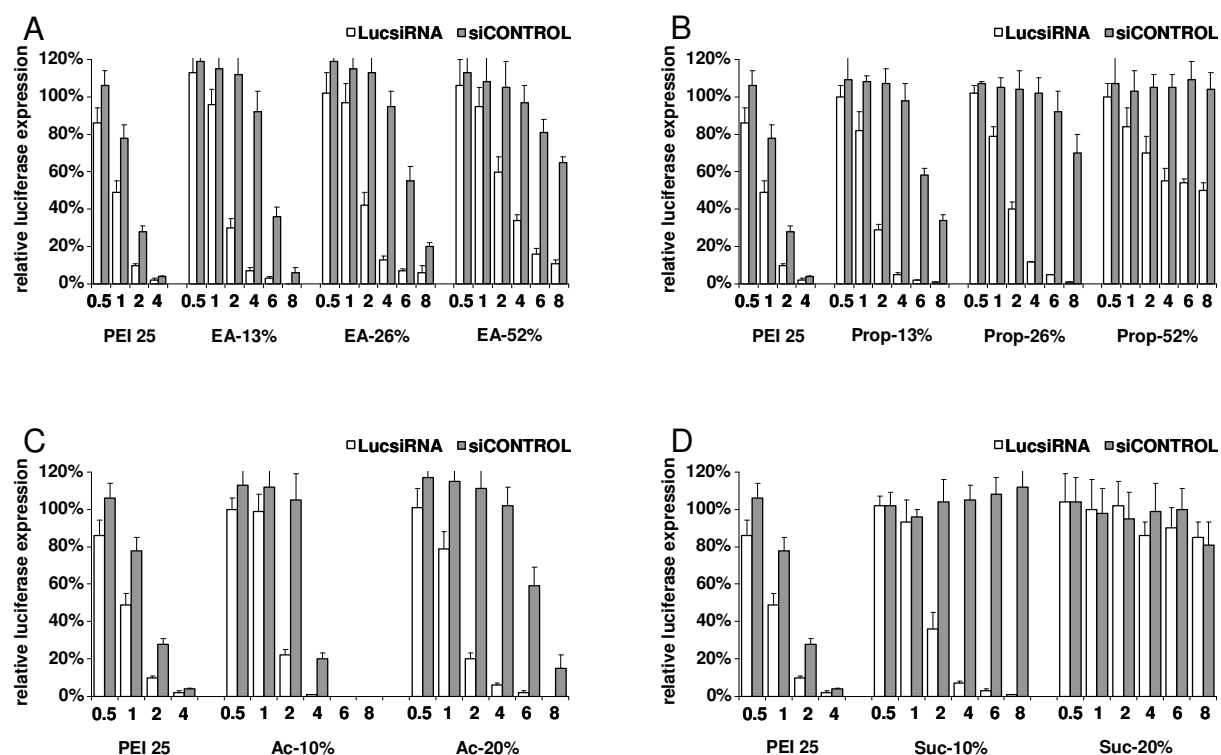 A
LucsiRNA siCONTROL
relative luciferase expression
120%
100%
80%
60%
40%
20%
0%
0.5 1 2 4 0.5 1 2 4 6 8 0.5 1 2 4 6 8 0.5 1 2 4 6 8
PEI 25 EA-13% EA-26% EA-52%
B
LucsiRNA siCONTROL
relative luciferase expression
120%
100%
80%
60%
40%
20%
0%
0.5 1 2 4 0.5 1 2 4 6 8 0.5 1 2 4 6 8 0.5 1 2 4 6 8
PEI 25 Prop-13% Prop-26% Prop-52%
C
LucsiRNA siCONTROL
relative luciferase expression
120%
100%
80%
60%
40%
20%
0%
0.5 1 2 4 0.5 1 2 4 6 8 0.5 1 2 4 6 8
PEI 25 Ac-10% Ac-20%
D
LucsiRNA siCONTROL
relative luciferase expression
120%
100%
80%
60%
40%
20%
0%
0.5 1 2 4 0.5 1 2 4 6 8 0.5 1 2 4 6 8
PEI 25 Suc-10% Suc-20%